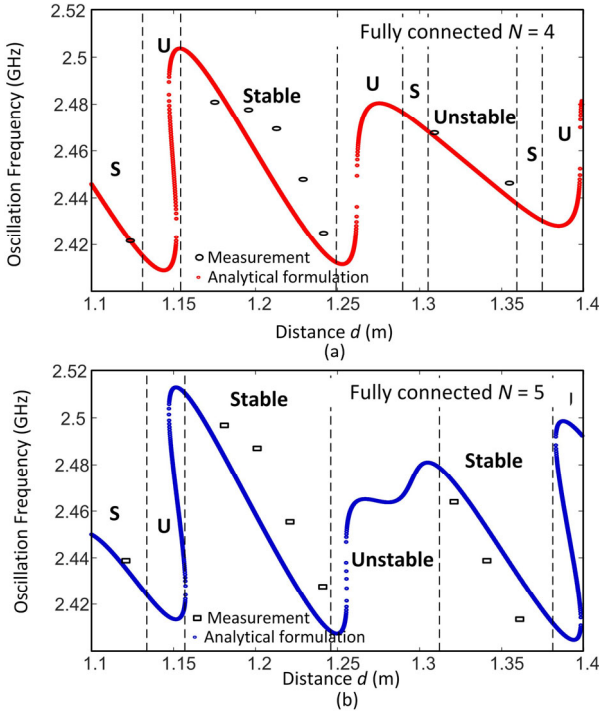 2.52
Fully connected N = 4
U
2.5
Stable
U
S
2.48
Unstable
U
2.46
S
S
2.44
2.42
Measurement
Analytical formulation
Oscillation Frequency (GHz)
1.1
1.15
1.2
1.25
1.3
1.35
1.4
Distance d (m)
(a)
2.52
Stable
Fully connected N = 5
2.5
2.48
Stable
2.46
S
U
Unstable
2.44
2.42
Measurement
Analytical formulation
Oscillation Frequency (GHz)
1.1
1.15
1.2
1.25
1.3
1.35
1.4
Distance d (m)
(b)